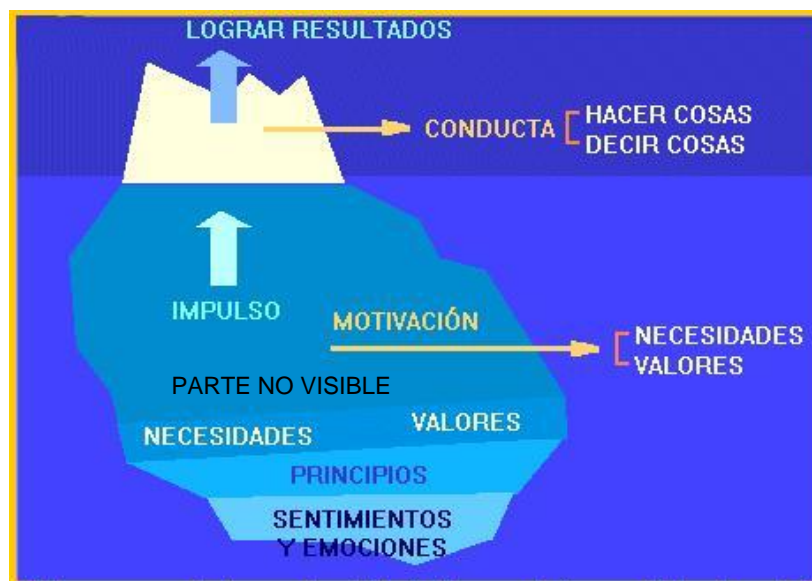 LOGRAR RESULTADOS
CONDUCTA
HACER COSAS
DECIR COSAS
IMPULSO
MOTIVACIÓN
NECESIDADES
VALORES
PARTE NO VISIBLE
NECESIDADES
VALORES
PRINCIPIOS
SENTIMIENTOS
Y EMOCIONES